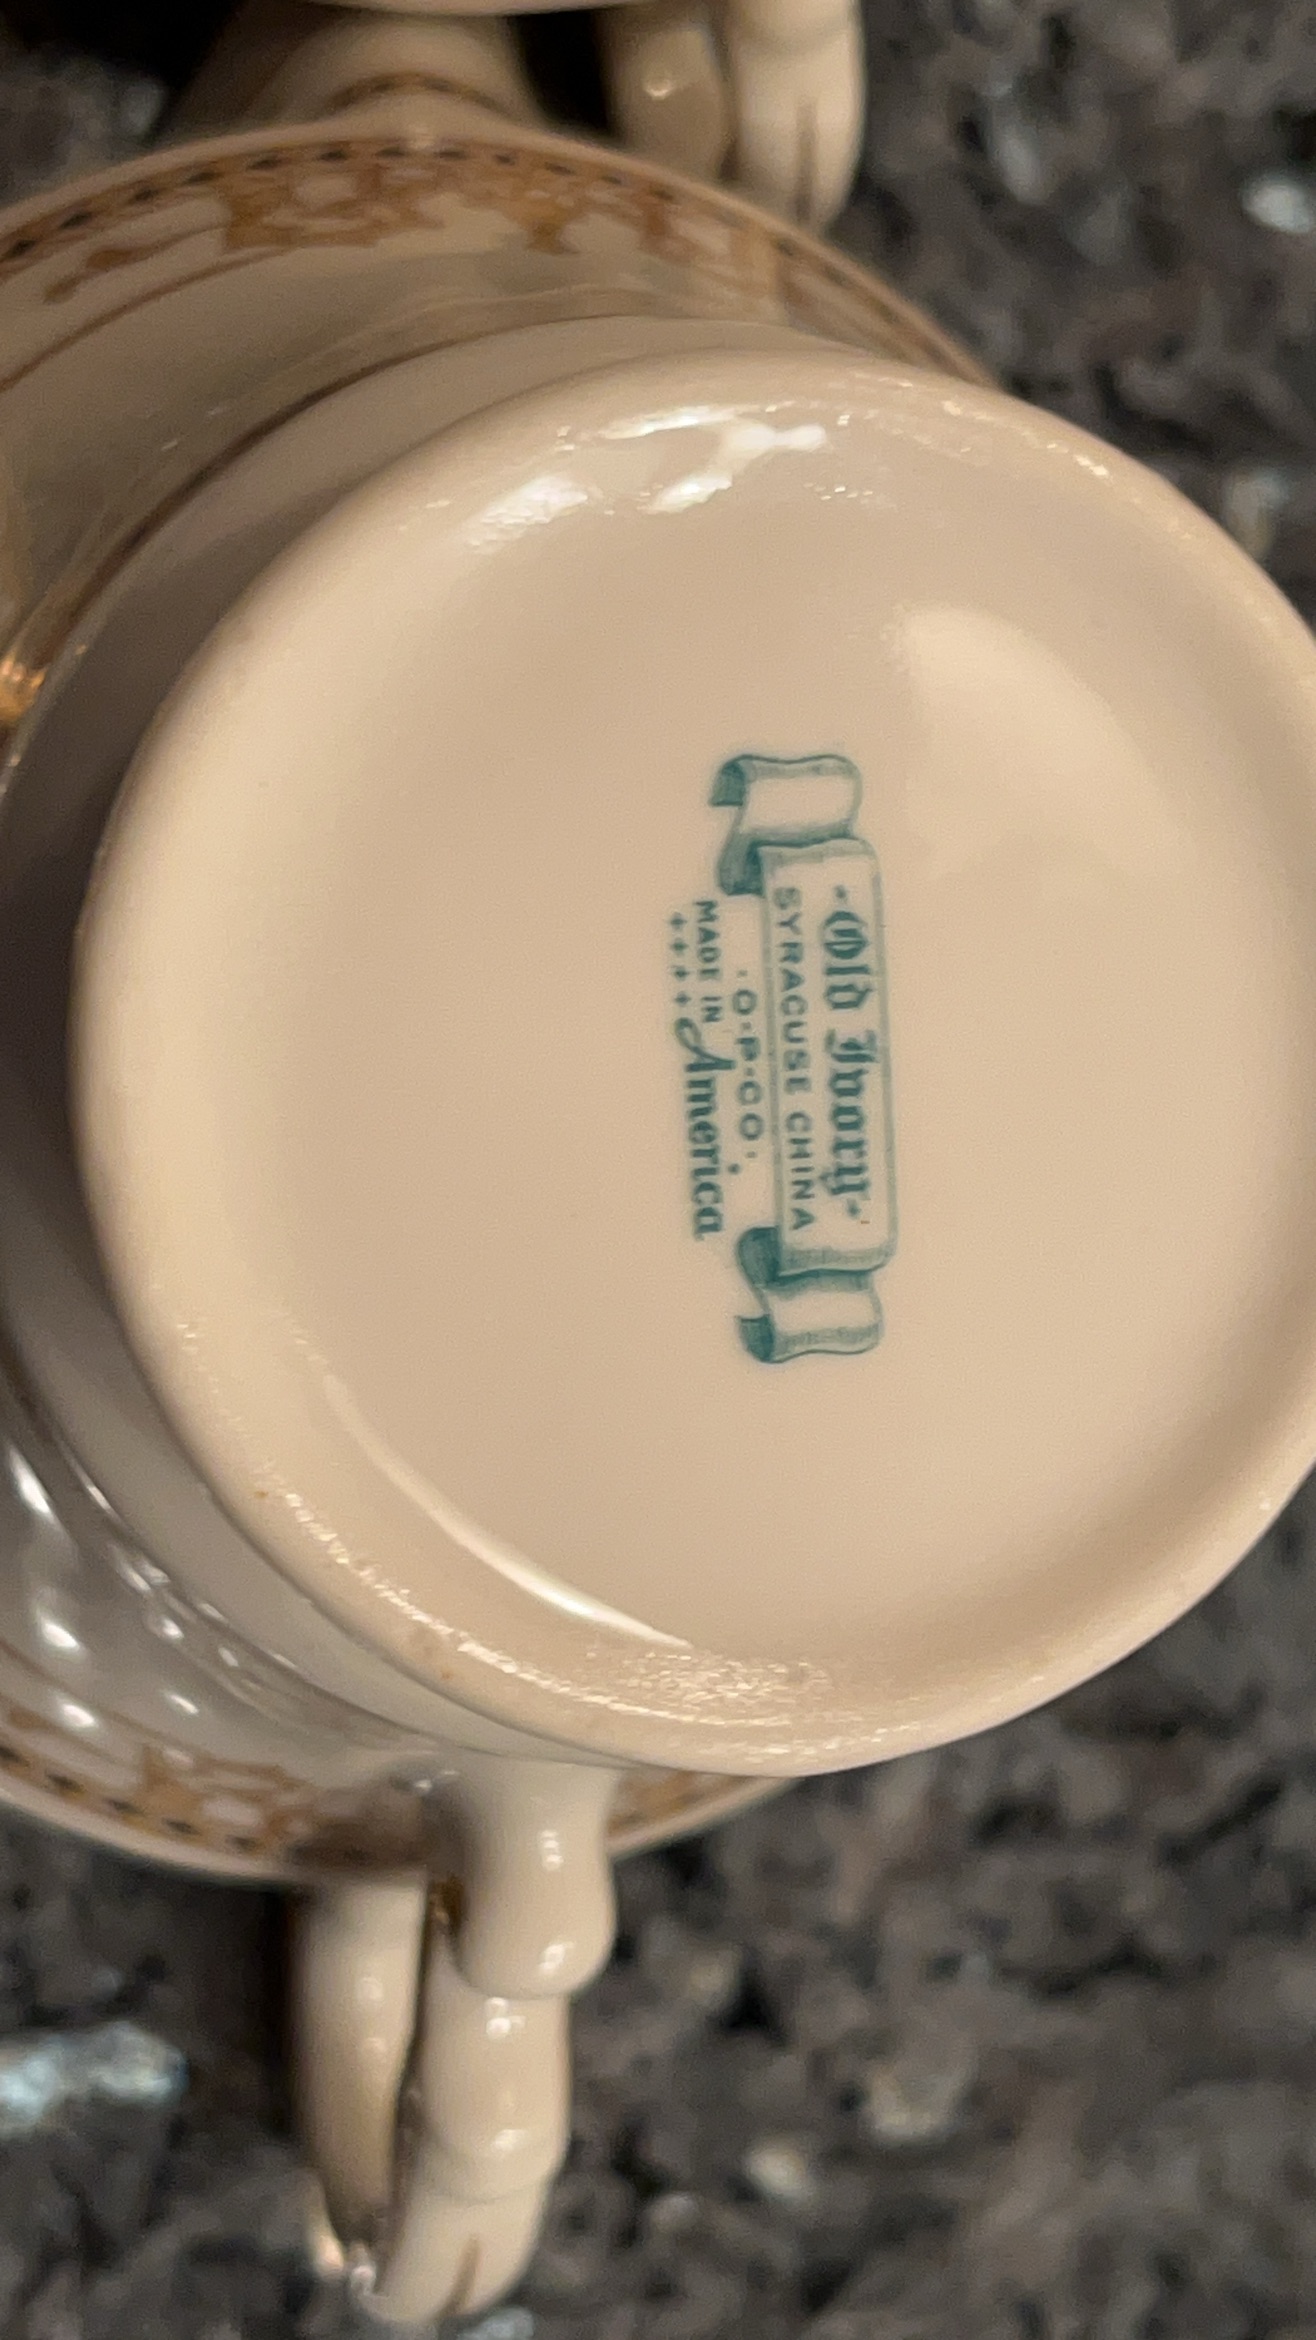 -Old Ivory-
SYRACUSE CHINA
·O·P·CO·
MADE IN America
++++